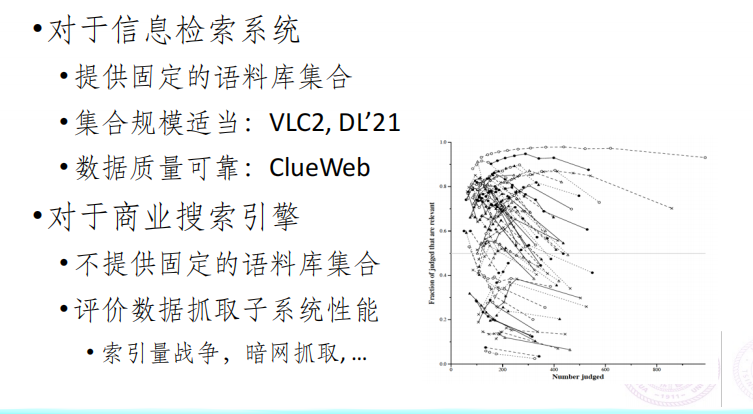 •对于信息检索系统
•提供固定的语料库集合
•集合规模适当：VLC2, DL’21
•数据质量可靠：ClueWeb
•对于商业搜索引擎
•不提供固定的语料库集合
•评价数据抓取子系统性能
•索引量战争，暗网抓取, …
Fraction of judged that are relevant
1.0
0.8
0.6
0.4
0.2
0.0
0
200
400
600
800
Number judged